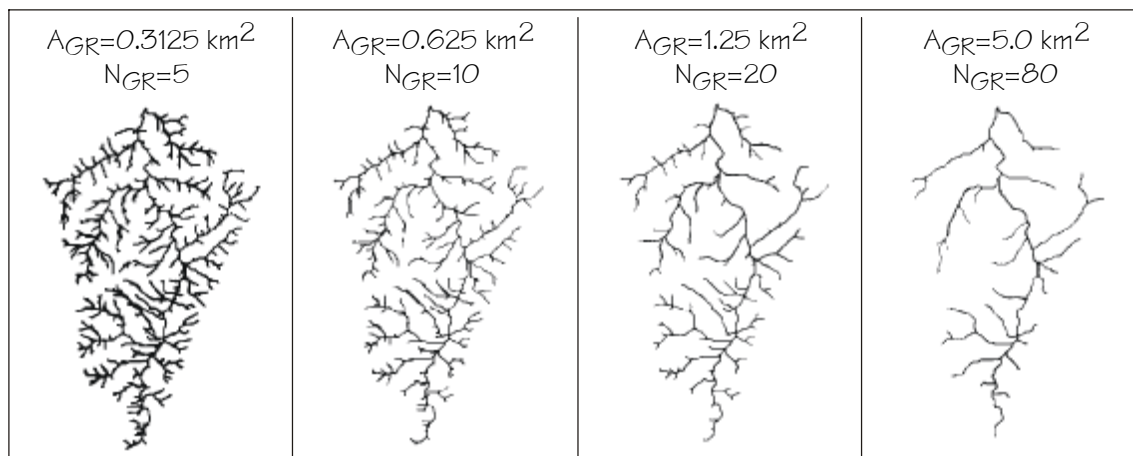 AGR=0.3125 km²
NGR=5
AGR=0.625 km²
NGR=10
AGR=1.25 km²
NGR=20
AGR=5.0 km²
NGR=80